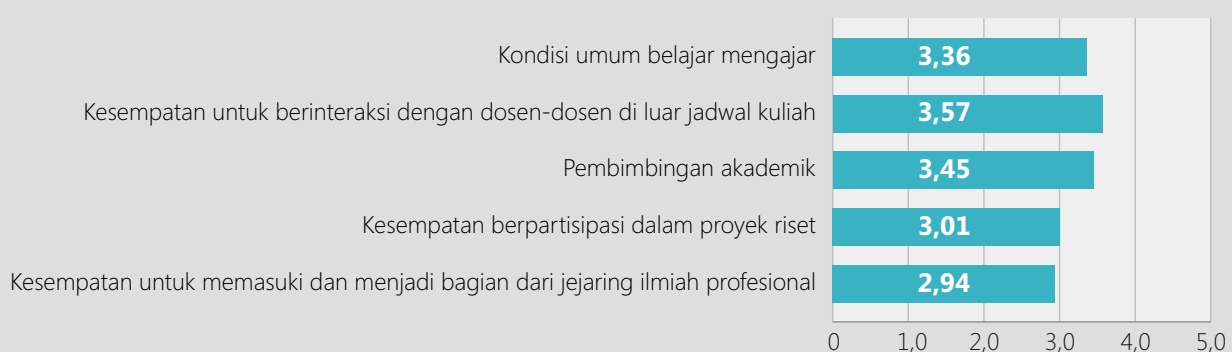 Kondisi umum belajar mengajar 3,36
Kesempatan untuk berinteraksi dengan dosen-dosen di luar jadwal kuliah 3,57
Pembimbingan akademik 3,45
Kesempatan berpartisipasi dalam proyek riset 3,01
Kesempatan untuk memasuki dan menjadi bagian dari jejaring ilmiah profesional 2,94
0 1,0 2,0 3,0 4,0 5,0